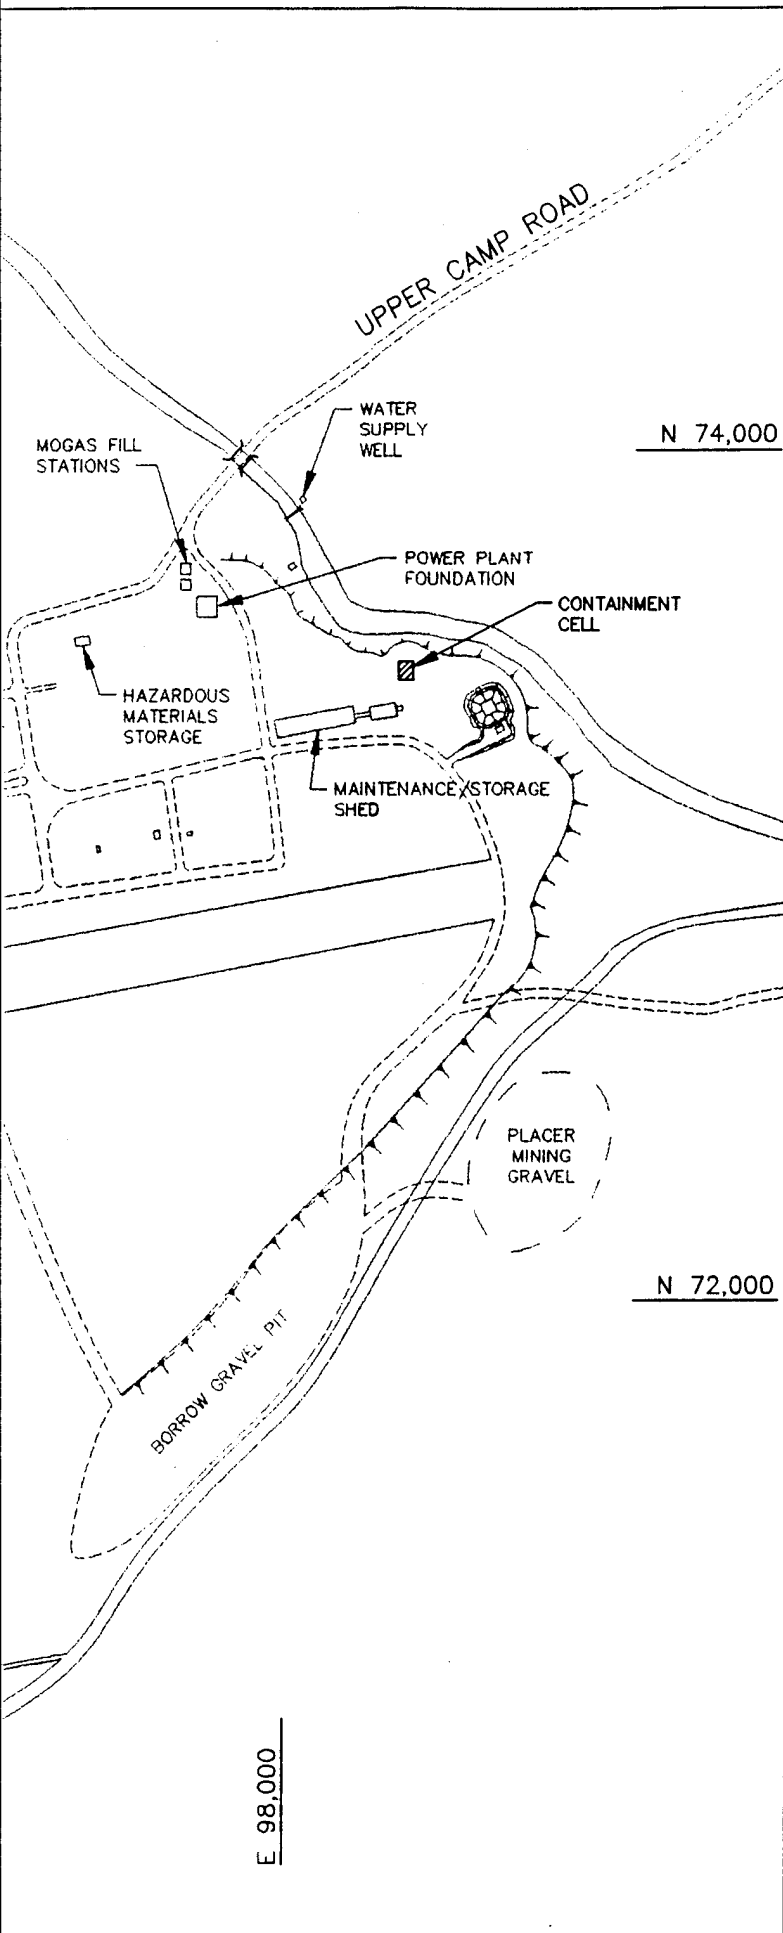 UPPER CAMP ROAD
WATER
SUPPLY
WELL
N 74,000
MOGAS FILL
STATIONS
POWER PLANT
FOUNDATION
CONTAINMENT
CELL
HAZARDOUS
MATERIALS
STORAGE
MAINTENANCE/STORAGE
SHED
PLACER
MINING
GRAVEL
N 72,000
BORROW GRAVEL PIT
E 98,000